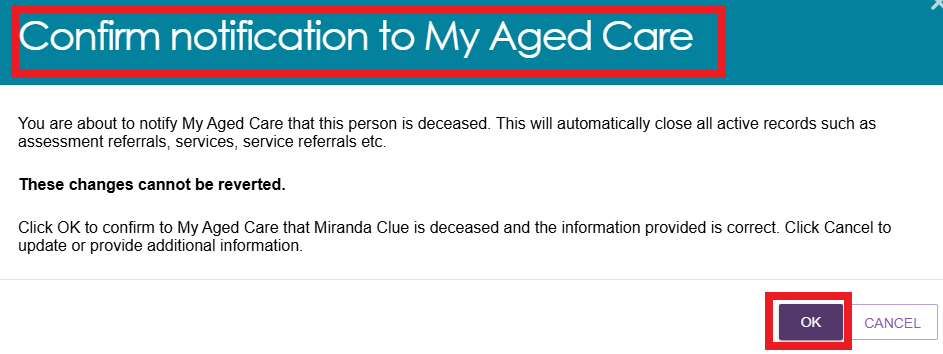 Confirm notification to My Aged Care
You are about to notify My Aged Care that this person is deceased. This will automatically close all active records such as
assessment referrals, services, service referrals etc.
These changes cannot be reverted.
Click OK to confirm to My Aged Care that Miranda Clue is deceased and the information provided is correct. Click Cancel to
update or provide additional information.
OK CANCEL